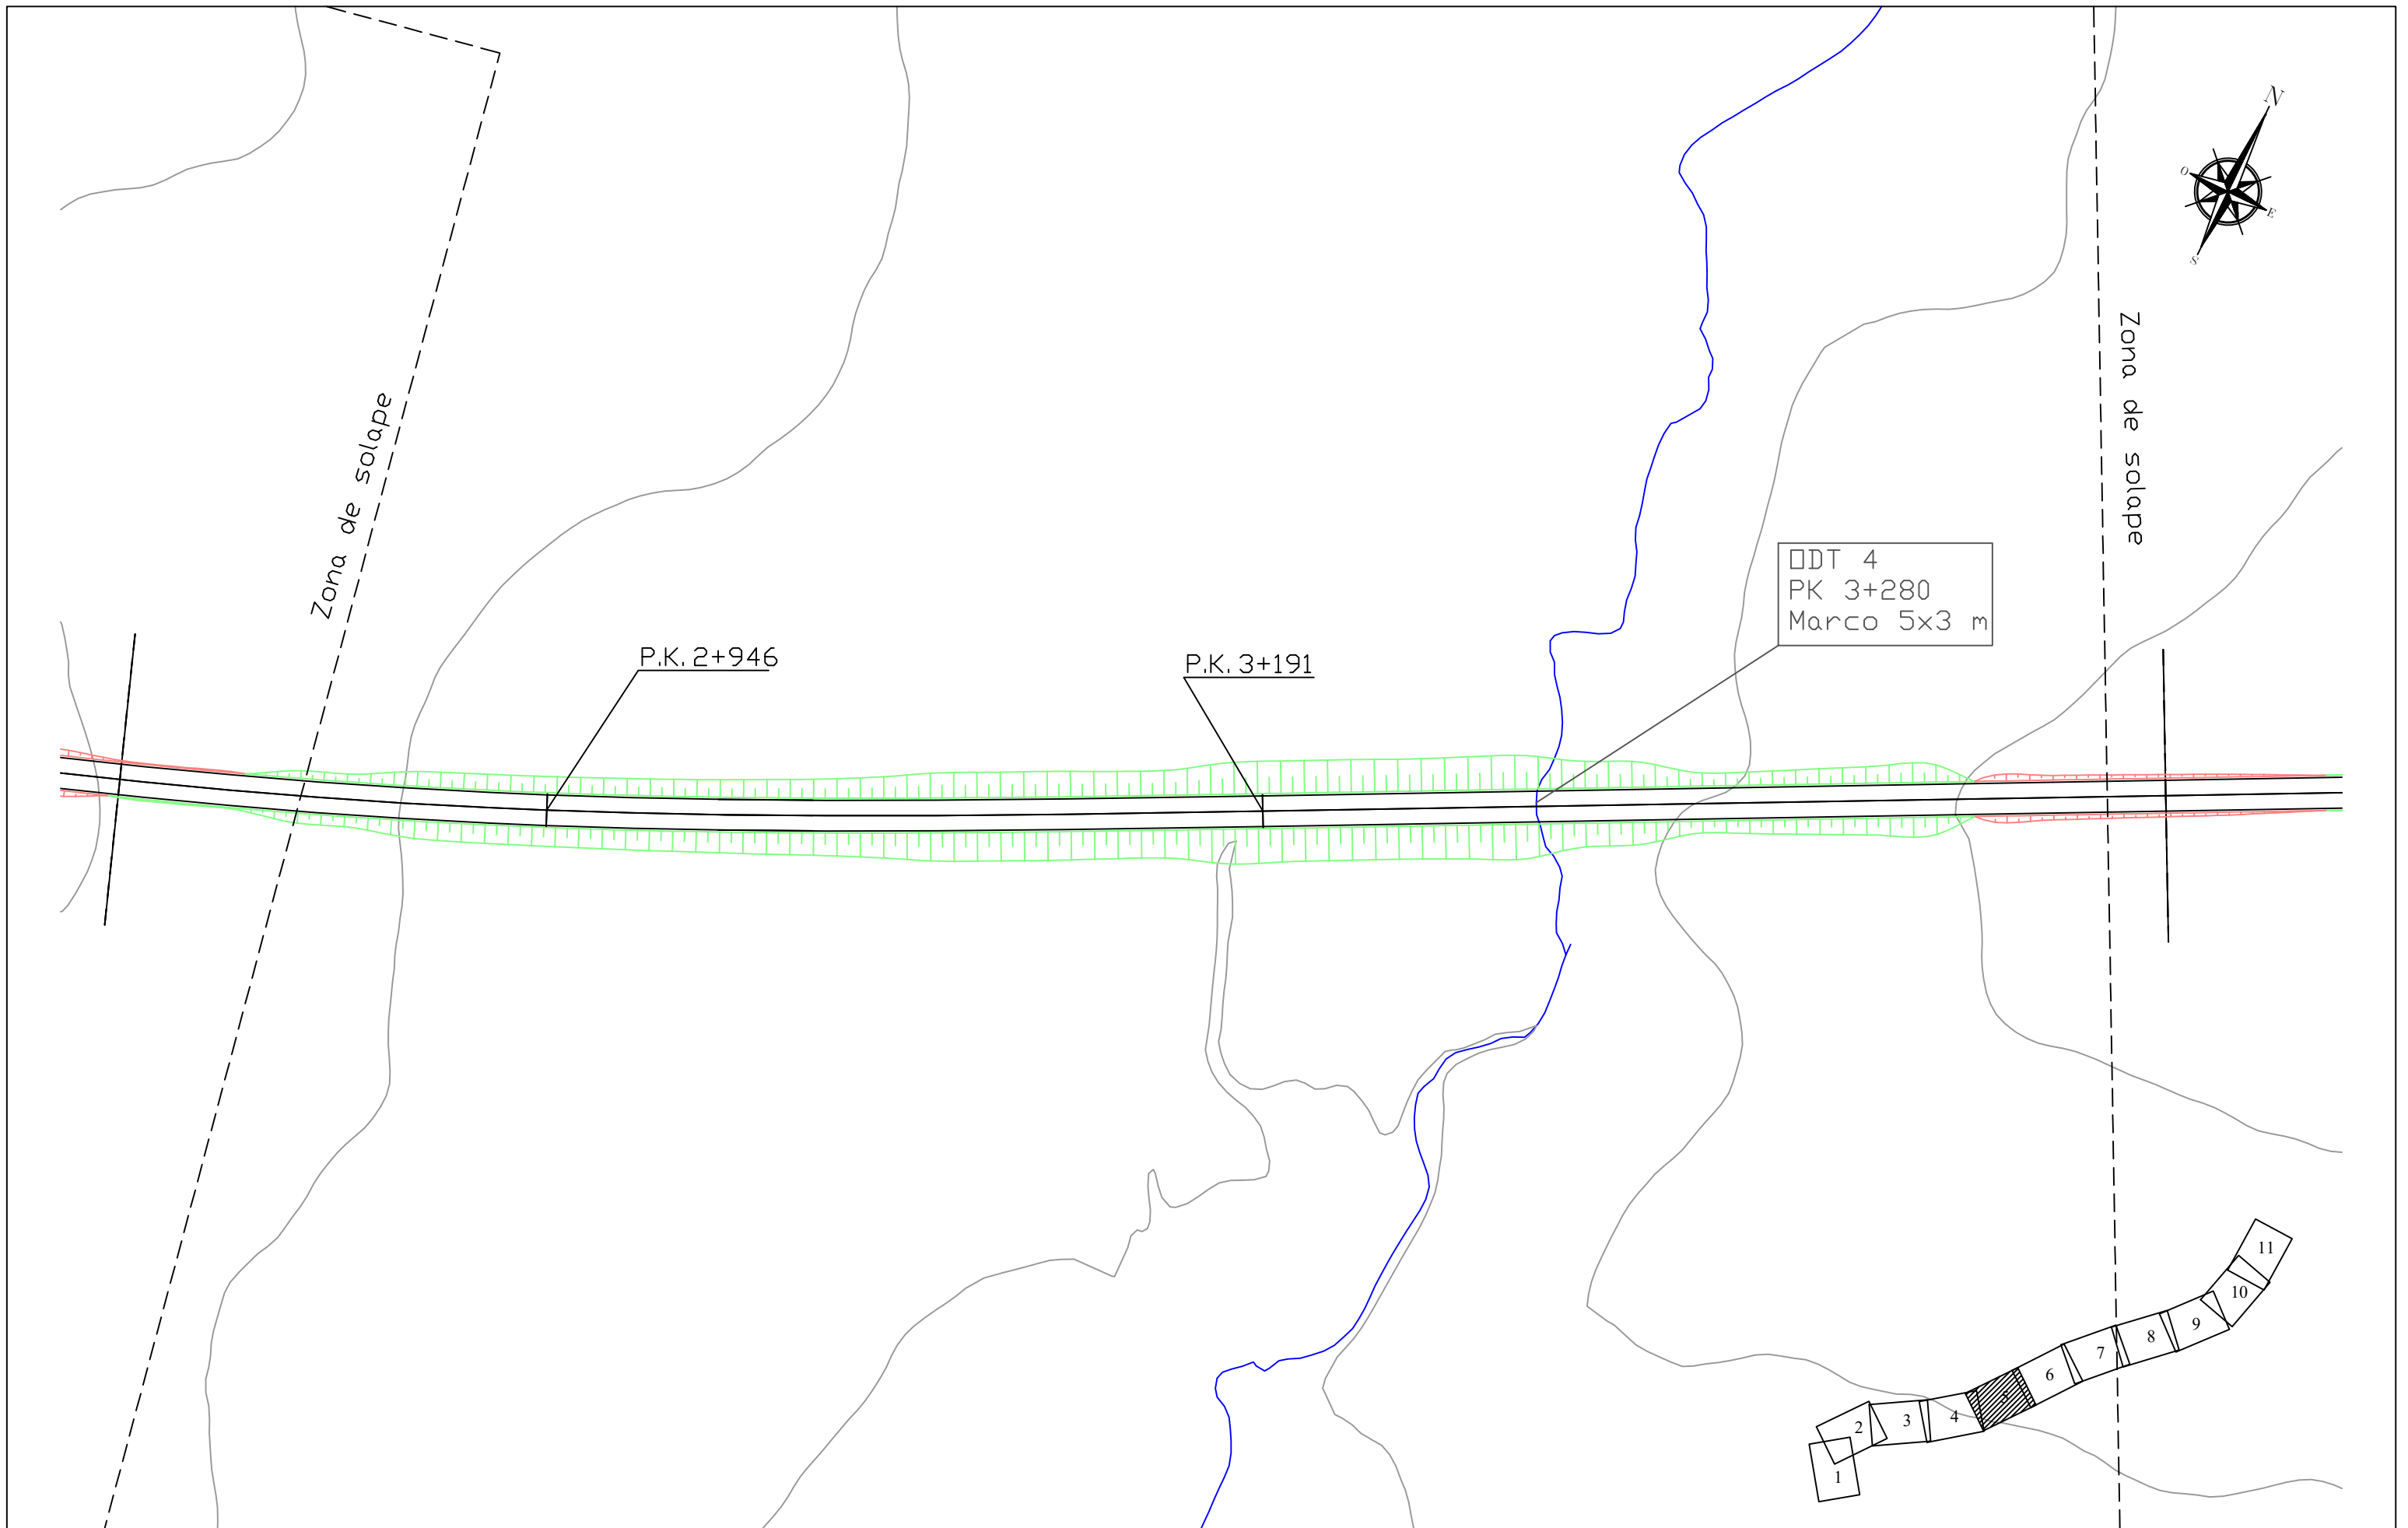 N
O
E
S
Zona de solape
Zona de solape
ODT 4
PK 3+280
Marco 5x3 m
P.K. 2+946
P.K. 3+191
11
10
9
8
7
6
5
4
3
2
1